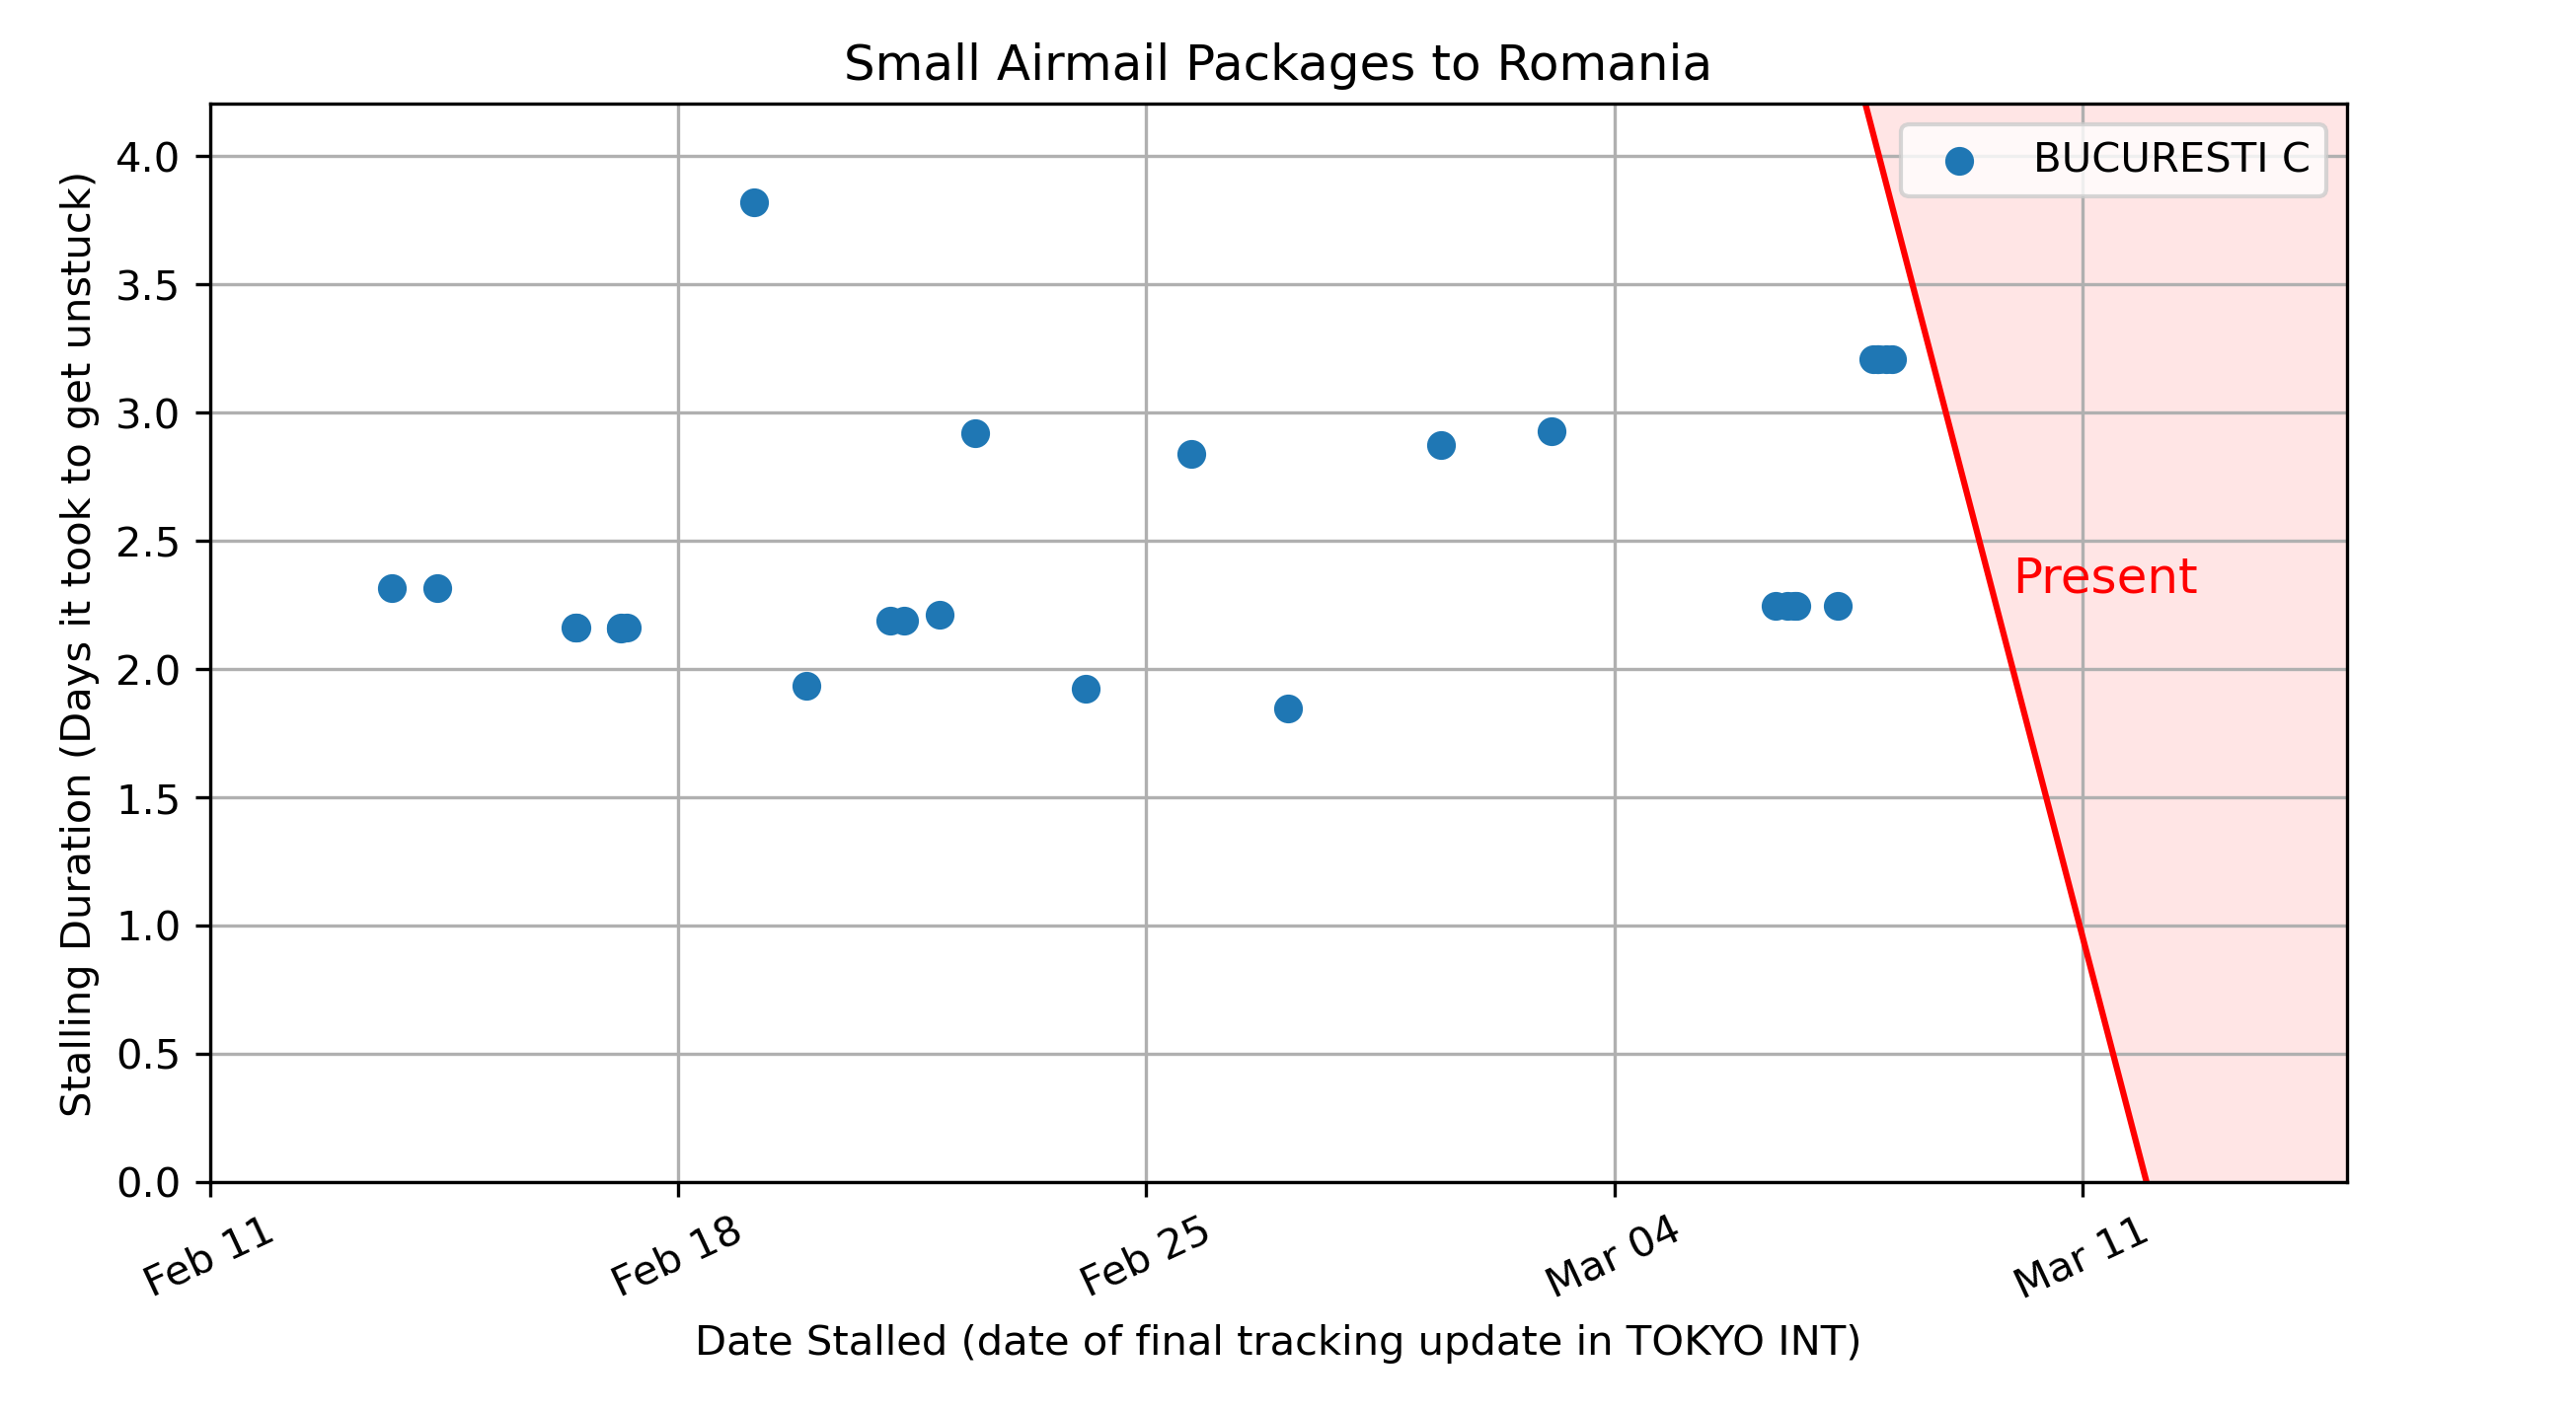 Small Airmail Packages to Romania
Stalling Duration (Days it took to get unstuck)
4.0
3.5
3.0
2.5
2.0
1.5
1.0
0.5
0.0
BUCURESTI C
Present
Feb 11
Feb 18
Feb 25
Mar 04
Mar 11
Date Stalled (date of final tracking update in TOKYO INT)